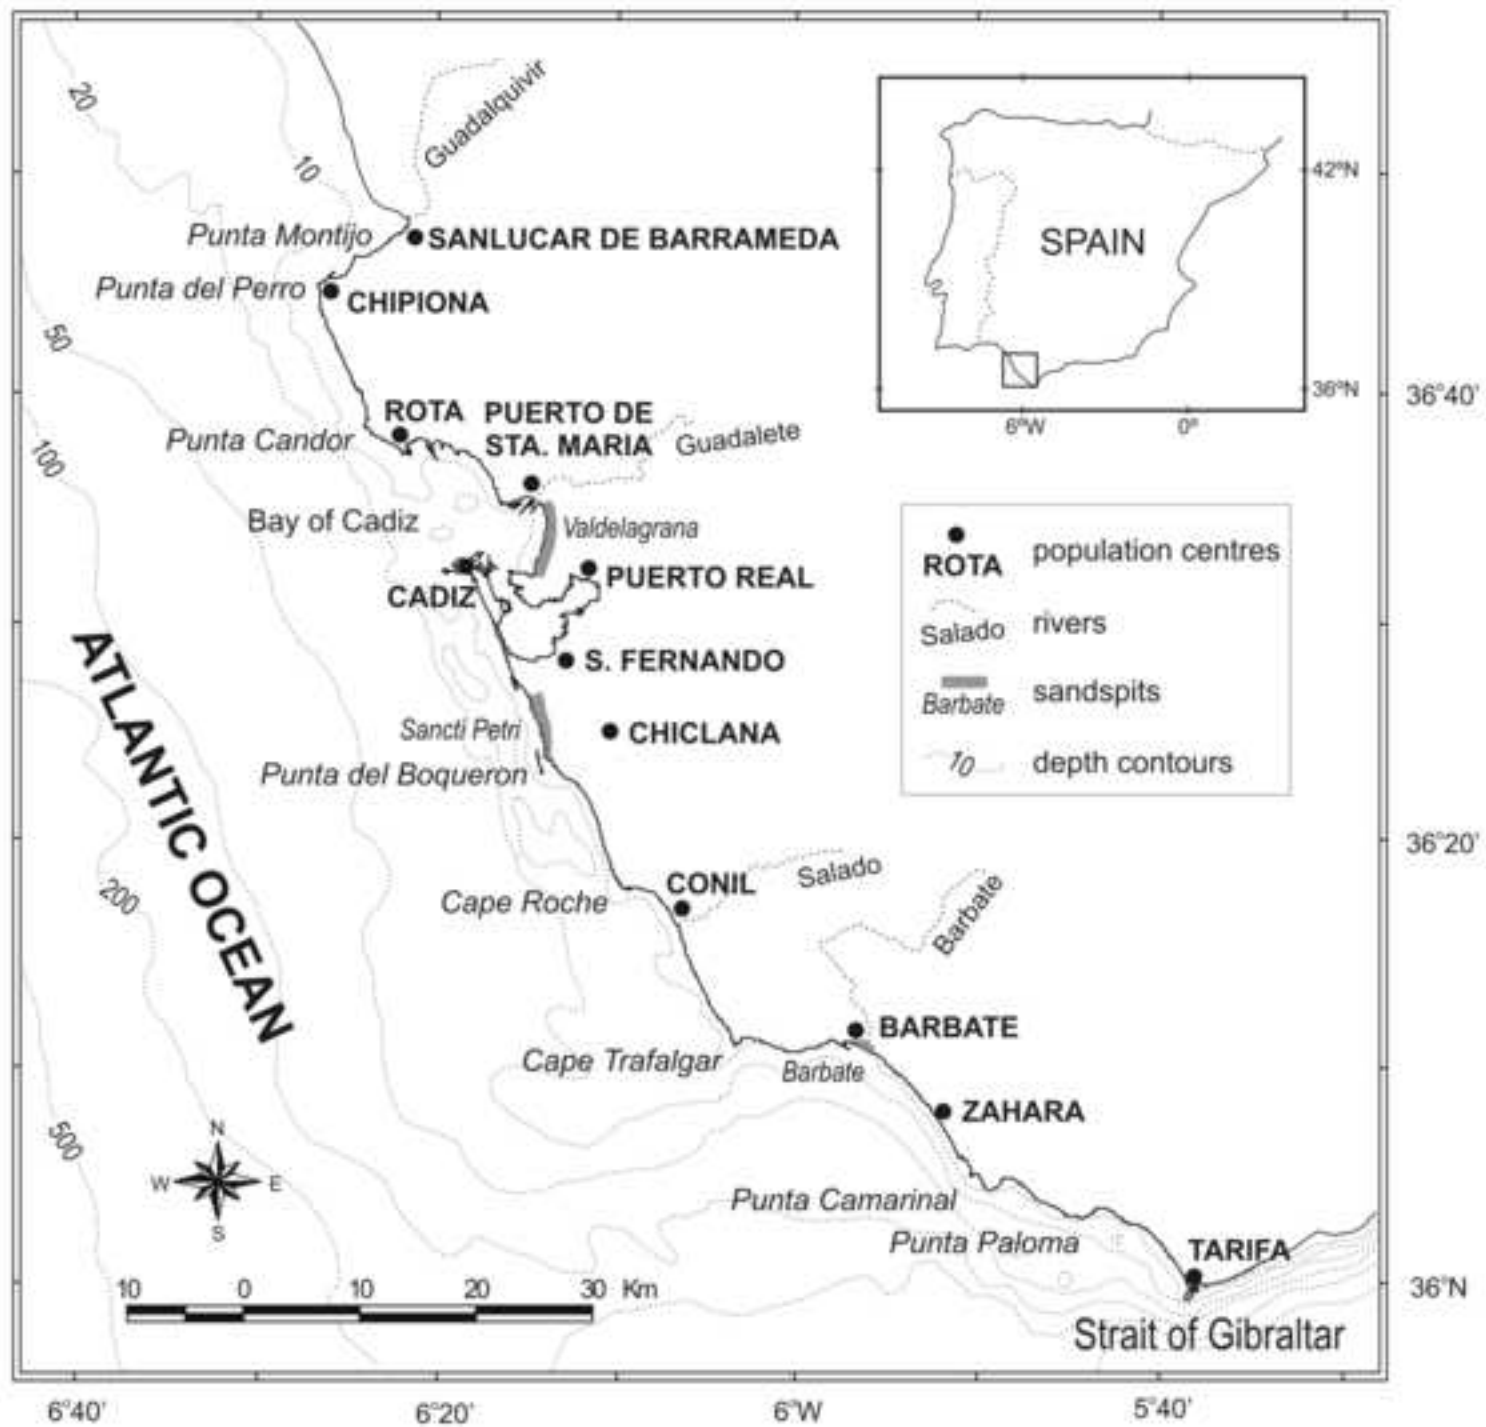 20
10
Guadalquivir
Punta Montijo
SANLUCAR DE BARRAMEDA
Punta del Perro
CHIPIONA
50
ROTA
PUERTO DE
STA. MARIA
Guadalete
Punta Candor
100
Bay of Cadiz
Valdelagrana
CADIZ
PUERTO REAL
S. FERNANDO
Sancti Petri
CHICLANA
Punta del Boqueron
ATLANTIC OCEAN
200
CONIL
Salado
Cape Roche
Barbate
BARBATE
Cape Trafalgar
Barbate
ZAHARA
500
Punta Camarinal
Punta Paloma
TARIFA
Strait of Gibraltar
N
W
E
S
10 0 10 20 30 Km
SPAIN
42°N
36°N
6°W
0°
ROTA
population centres
Salado
rivers
Barbate
sandspits
10
depth contours
36°40'
36°20'
36°N
6°40'
6°20'
6°W
5°40'